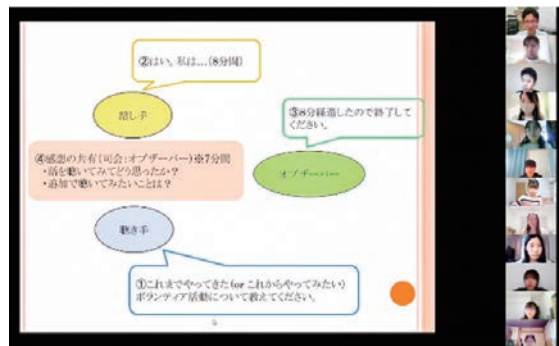 ②はい。私は…(8分間)
話し手
③8分経過したので終了して
ください。
④感想の共有(司会:オブザーバー)※7分間
・話を聴いてみてどう思ったか?
・追加で聴いてみたいことは?
オブザーバー
聴き手
①これまでやってきた(or これからやってみたい)
ボランティア活動について教えてください。